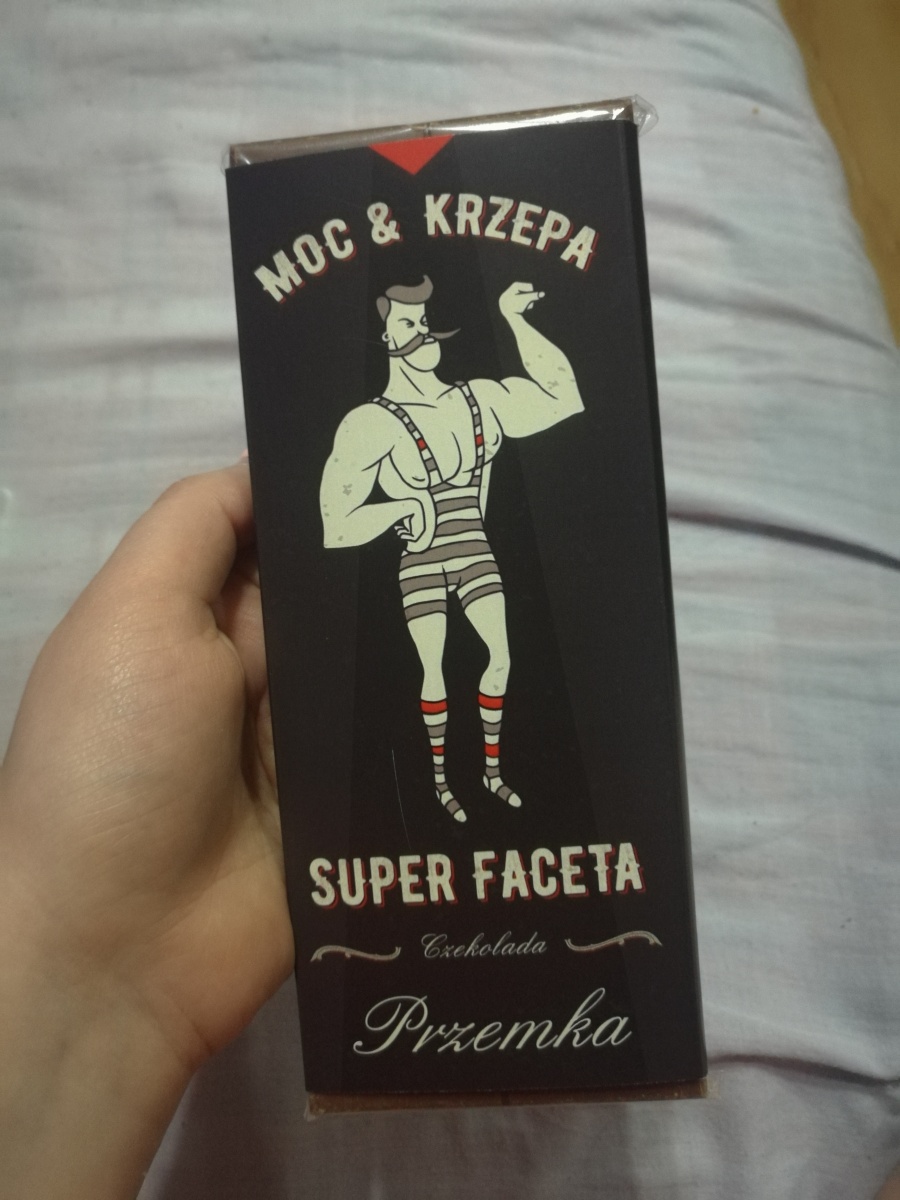 MOC & KRZEPA
SUPER FACETA
Czekolada
Przemka